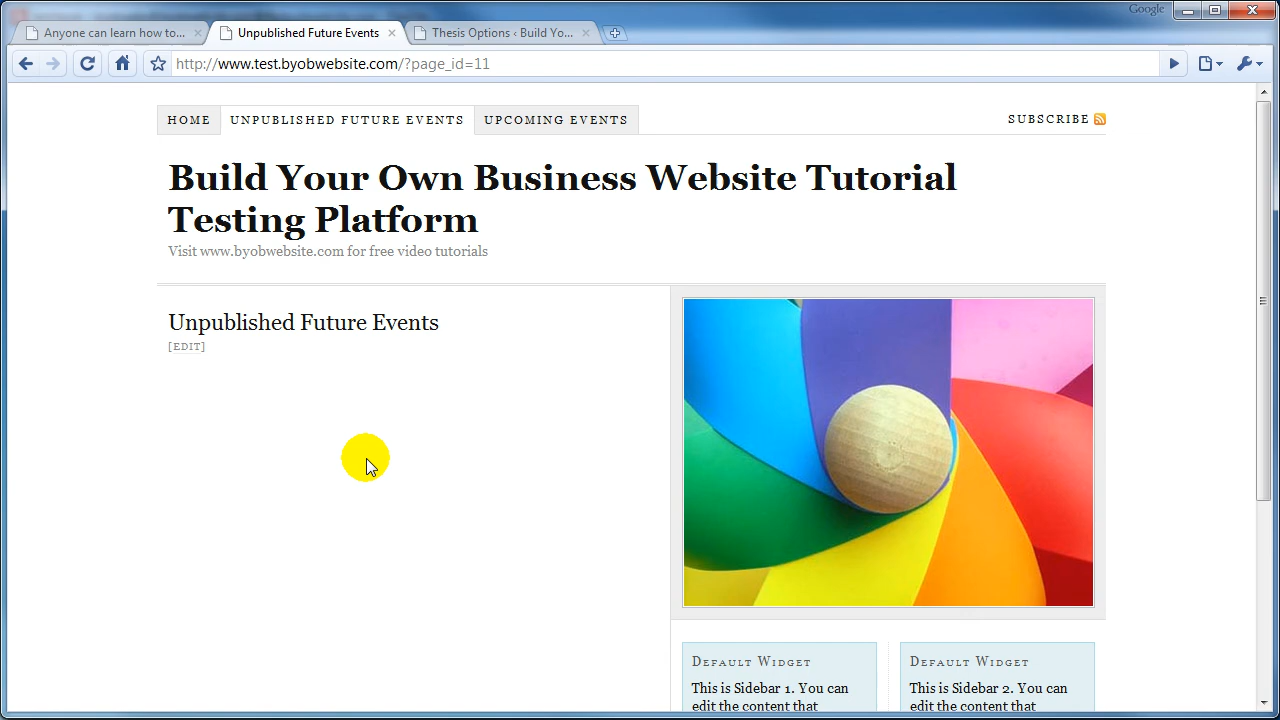 Google
Anyone can learn how to...
Unpublished Future Events
Thesis Options ‹ Build Yo...
http://www.test.byobwebsite.com/?page_id=11
HOME
UNPUBLISHED FUTURE EVENTS
UPCOMING EVENTS
SUBSCRIBE
Build Your Own Business Website Tutorial
Testing Platform
Visit www.byobwebsite.com for free video tutorials
Unpublished Future Events
[EDIT]
Default Widget
This is Sidebar 1. You can
edit the content that
Default Widget
This is Sidebar 2. You can
edit the content that